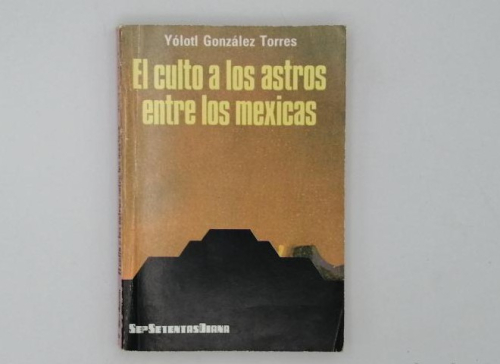 Yólotl González Torres
El culto a los astros
entre los mexicas
SepSetentasDiana